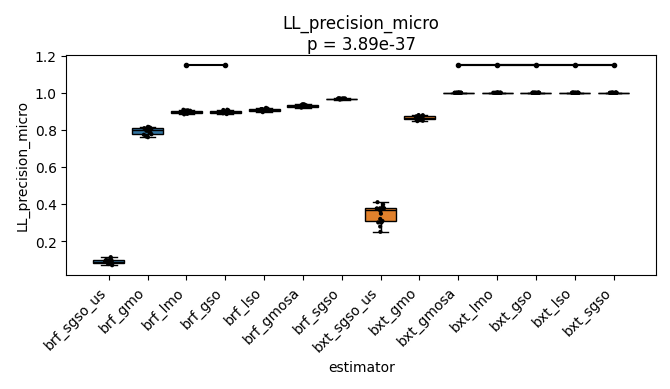 LL_precision_micro
p = 3.89e-37
LL_precision_micro
1.2
1.0
0.8
0.6
0.4
0.2
brf_sgso_us
brf_gmo
brf_lmo
brf_gso
brf_lso
brf_gmosa
brf_sgso
bxt_sgso_us
bxt_gmo
bxt_gmosa
bxt_lmo
bxt_gso
bxt_lso
bxt_sgso
estimator